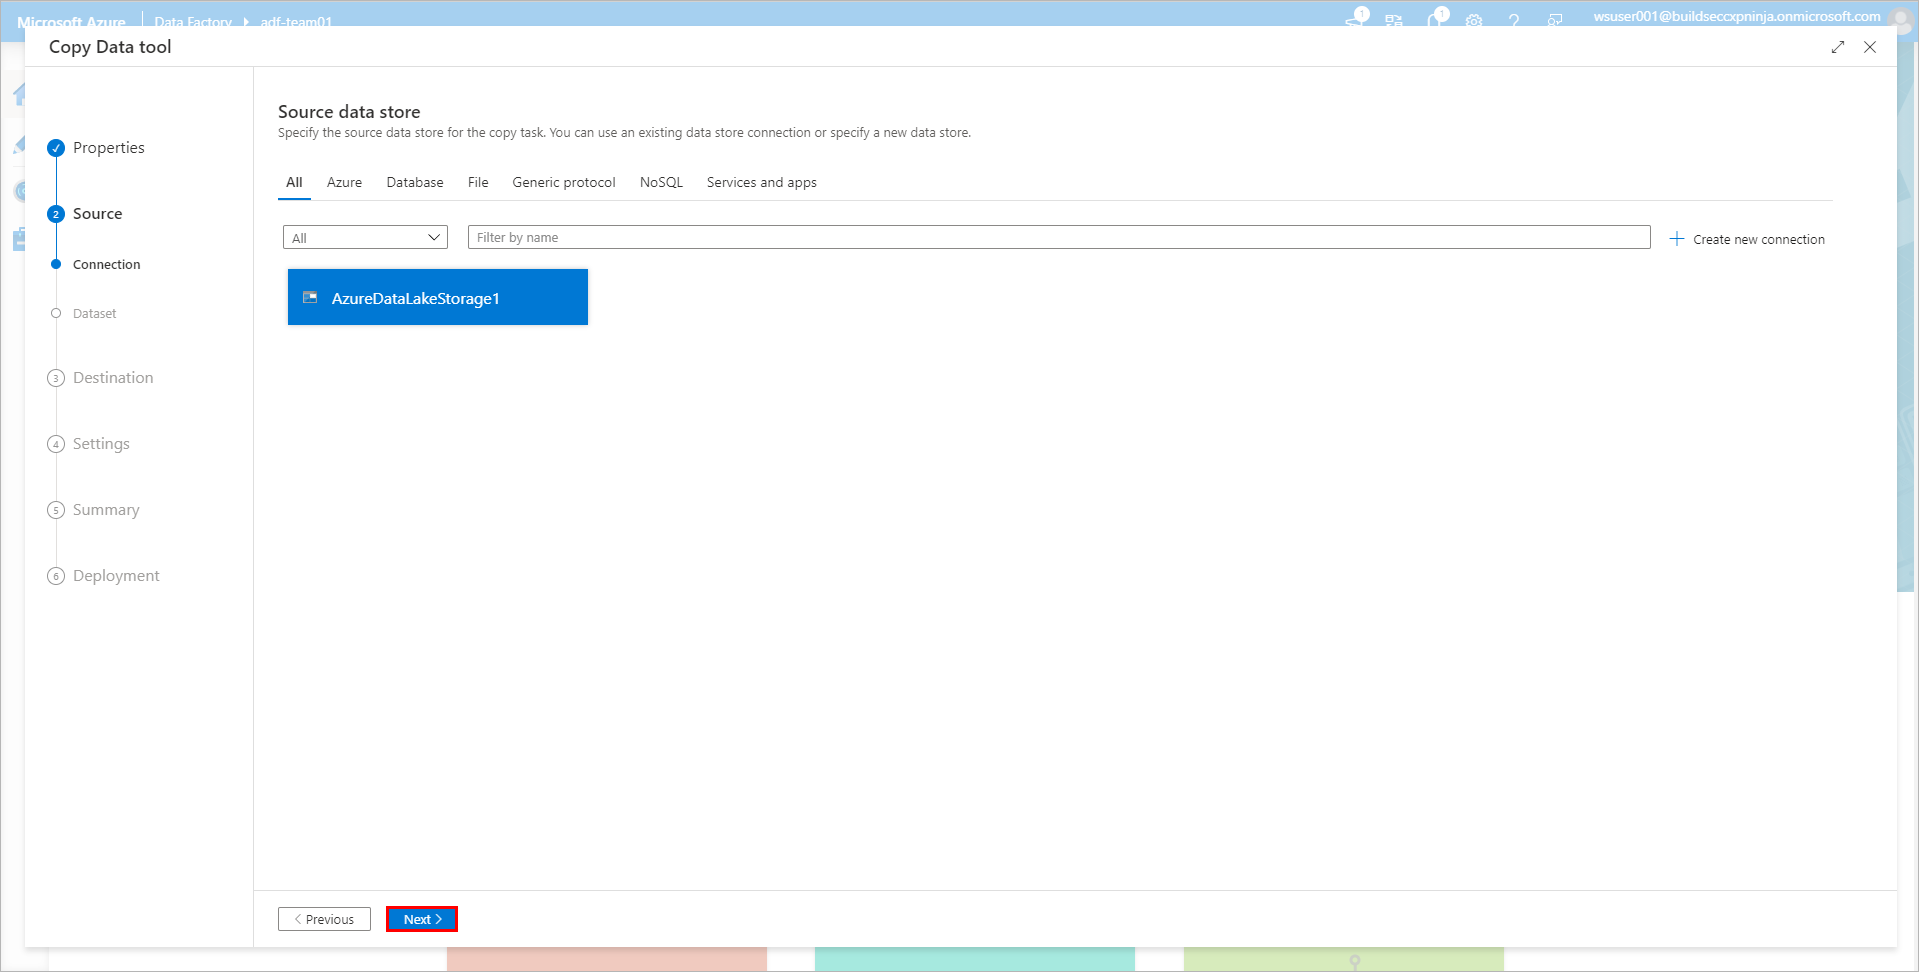 Microsoft Azure Data Factory adf-team01 1 1 wsuser001@buildseccxpninja.onmicrosoft.com
Copy Data tool
Properties
2 Source
Connection
Dataset
3 Destination
4 Settings
5 Summary
6 Deployment
Source data store
Specify the source data store for the copy task. You can use an existing data store connection or specify a new data store.
All Azure Database File Generic protocol NoSQL Services and apps
All Filter by name Create new connection
AzureDataLakeStorage1
Previous Next